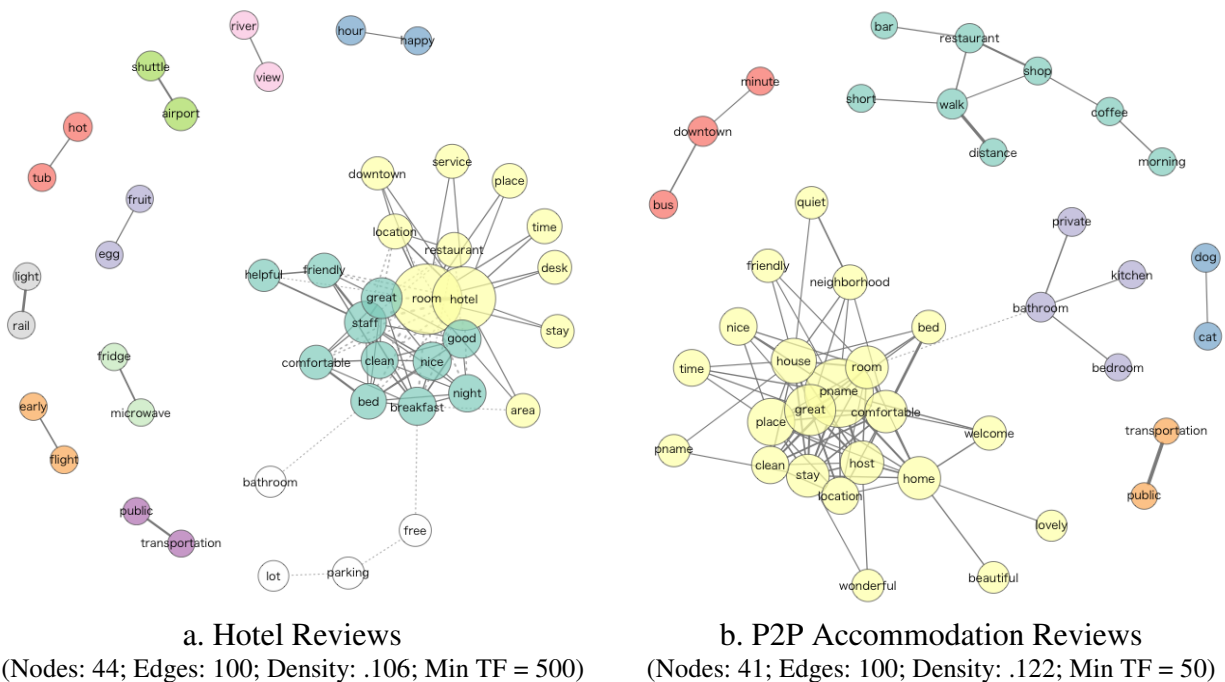 river
hour
happy
view
shuttle
airport
hot
tub
fruit
egg
light
rail
fridge
microwave
early
flight
public
transportation
downtown
service
place
location
time
restaurant
helpful
friendly
desk
great
room
hotel
staff
good
stay
comfortable
clean
nice
bed
breakfast
night
area
bathroom
free
lot
parking
a. Hotel Reviews
(Nodes: 44; Edges: 100; Density: .106; Min TF = 500)
bar
restaurant
shop
minute
short
walk
coffee
downtown
distance
morning
bus
quiet
private
friendly
neighborhood
kitchen
dog
bathroom
nice
bed
cat
house
room
time
bedroom
pname
great
comfortable
place
welcome
transportation
pname
clean
host
stay
home
location
public
lovely
wonderful
beautiful
b. P2P Accommodation Reviews
(Nodes: 41; Edges: 100; Density: .122; Min TF = 50)